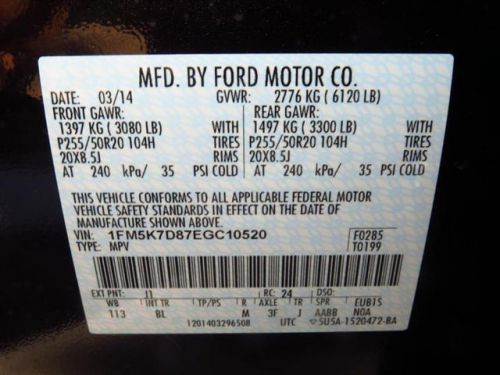 MFD. BY FORD MOTOR CO.
DATE: 03/14 GVWR: 2776 KG ( 6120 LB)
FRONT GAWR: REAR GAWR:
1397 KG ( 3080 LB) WITH 1497 KG ( 3300 LB) WITH
P255/50R20 104H TIRES P255/50R20 104H TIRES
20X8.5J RIMS 20X8.5J RIMS
AT 240 kPa/ 35 PSI COLD AT 240 kPa/ 35 PSI COLD
THIS VEHICLE CONFORMS TO ALL APPLICABLE FEDERAL MOTOR
VEHICLE SAFETY STANDARDS IN EFFECT ON THE DATE OF
MANUFACTURE SHOWN ABOVE.
VIN: 1FM5K7D87EGC10520 F0285
TYPE: MPV T0199
EXT PNT: J1 RC: 24 DSO:
WB INT TR TP/PS R AXLE TR SPR EUB1S
113 BL M 3F J AABB N0A
1201403296508 UTC 5U5A-1520472-BA